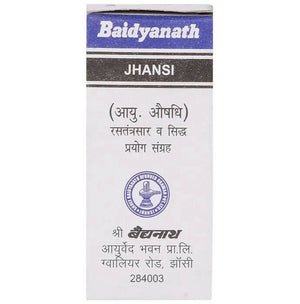 Baidyanath
JHANSI
(आयु. औषधि)
रसतंत्रसार व सिद्ध
प्रयोग संग्रह
श्री बैद्यनाथ
आयुर्वेद भवन प्रा.लि.
ग्वालियर रोड, झाँसी
284003